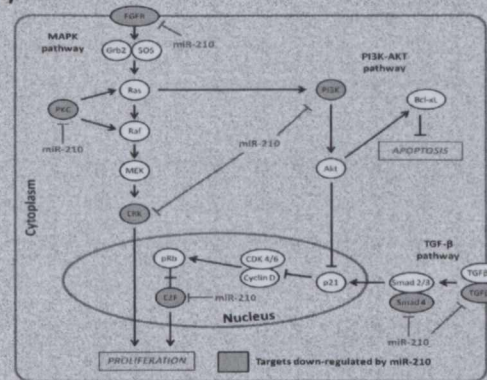 FGFR
MAPK
pathway
miR-210
Grb2 SOS
PI3K-AKT
pathway
Ras
PI3K
Bcl-xL
PKC
Raf
miR-210
miR-210
APOPTOSIS
MEK
Akt
Cytoplasm
ERK
TGF-β
pathway
pRb
CDK 4/6
Cyclin D
p21
Smad 2/3
TGFβ
E2F
miR-210
Smad 4
TGFβ
Nucleus
miR-210
PROLIFERATION
Targets down-regulated by miR-210